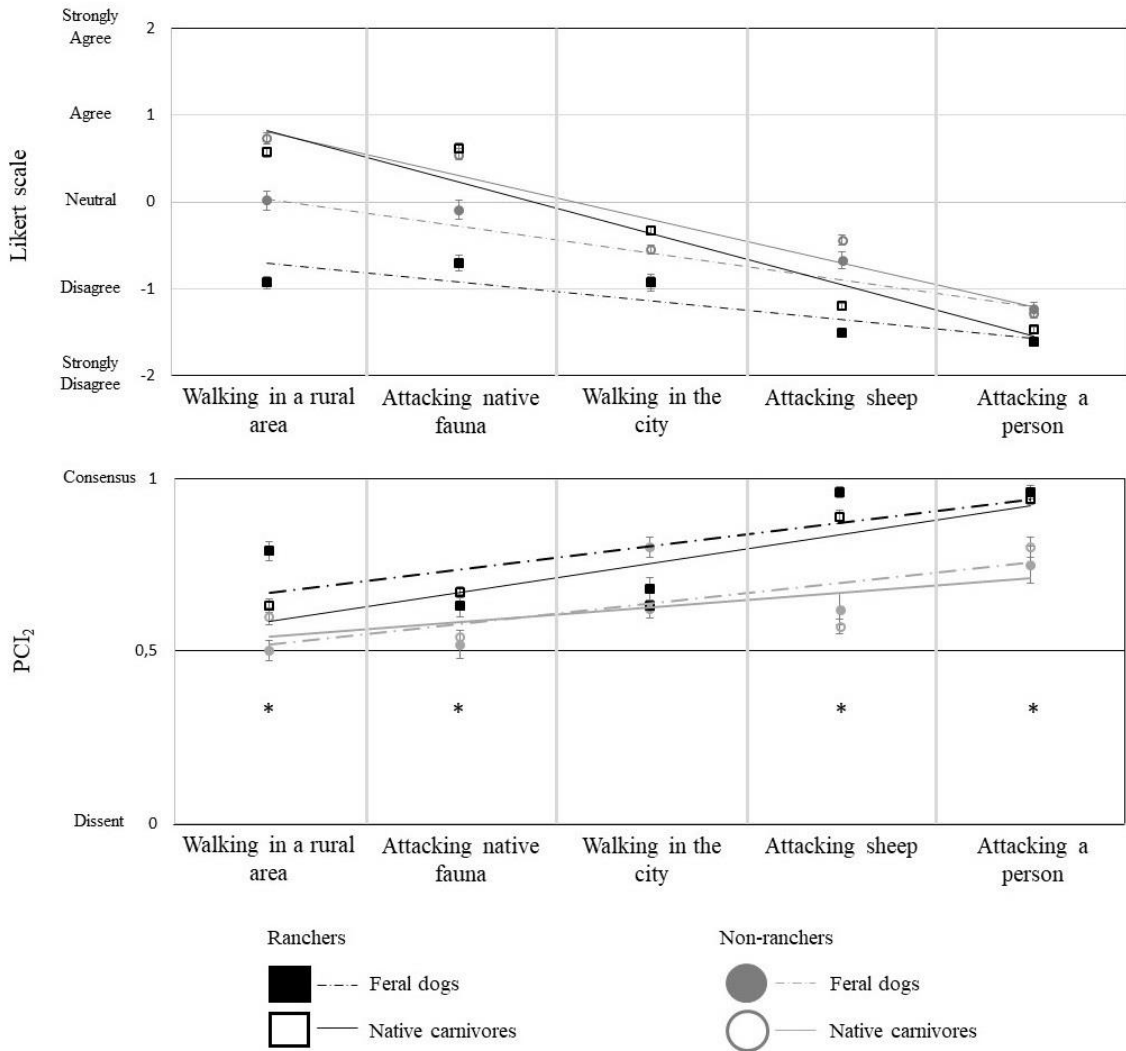 Strongly
Agree
2
Agree
1
Likert scale
Neutral
0
Disagree
-1
Strongly
Disagree
-2
Walking in a rural
area
Attacking native
fauna
Walking in the
city
Attacking sheep
Attacking a
person
Consensus
1
PCI₂
0,5
* * * *
Dissent
0
Walking in a rural
area
Attacking native
fauna
Walking in the
city
Attacking sheep
Attacking a
person
Ranchers
Feral dogs
Native carnivores
Non-ranchers
Feral dogs
Native carnivores